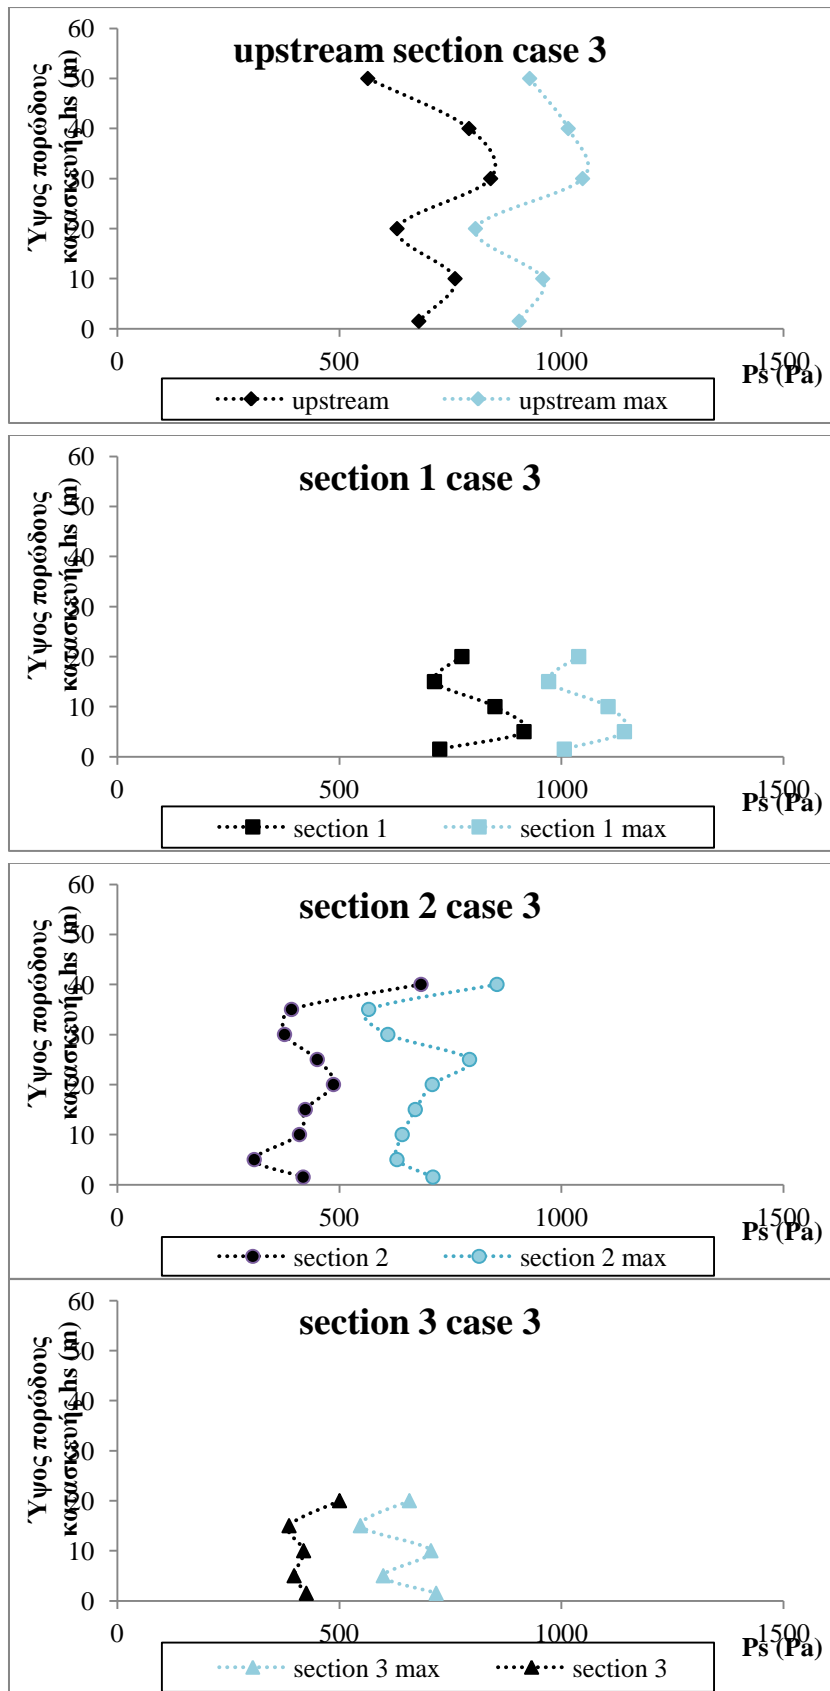 upstream section case 3
Ύψος πορώδους
κατασκευής hs (m)
60
50
40
30
20
10
0
0 500 1000 1500
Ps (Pa)
upstream upstream max
section 1 case 3
Ύψος πορώδους
κατασκευής hs (m)
60
50
40
30
20
10
0
0 500 1000 1500
Ps (Pa)
section 1 section 1 max
section 2 case 3
Ύψος πορώδους
κατασκευής hs (m)
60
50
40
30
20
10
0
0 500 1000 1500
Ps (Pa)
section 2 section 2 max
section 3 case 3
Ύψος πορώδους
κατασκευής hs (m)
60
50
40
30
20
10
0
0 500 1000 1500
Ps (Pa)
section 3 max section 3